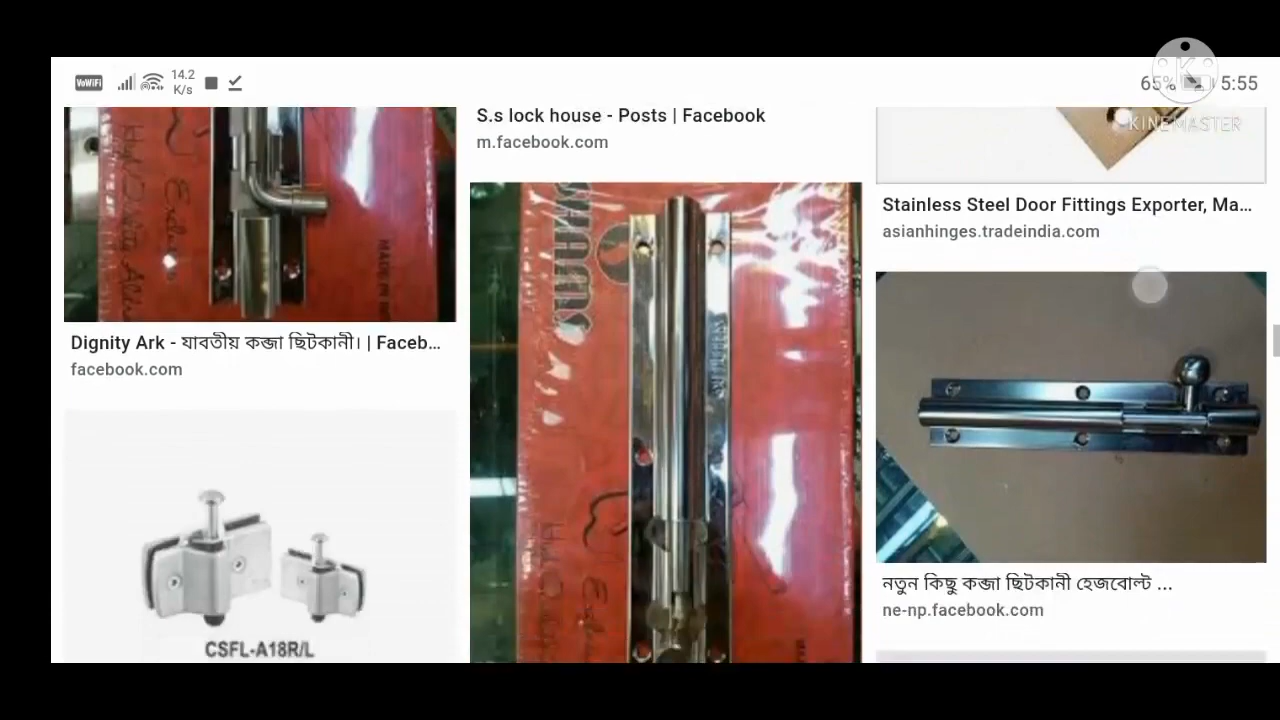 VoWiFi
14.2
K/s
65%
5:55
KINEMASTER
Dignity Ark - যাবতীয় কব্জা ছিটকানী। | Faceb...
facebook.com
CSFL-A18R/L
S.s lock house - Posts | Facebook
m.facebook.com
Stainless Steel Door Fittings Exporter, Ma...
asianhinges.tradeindia.com
নতুন কিছু কব্জা ছিটকানী হেজবোল্ট ...
ne-np.facebook.com